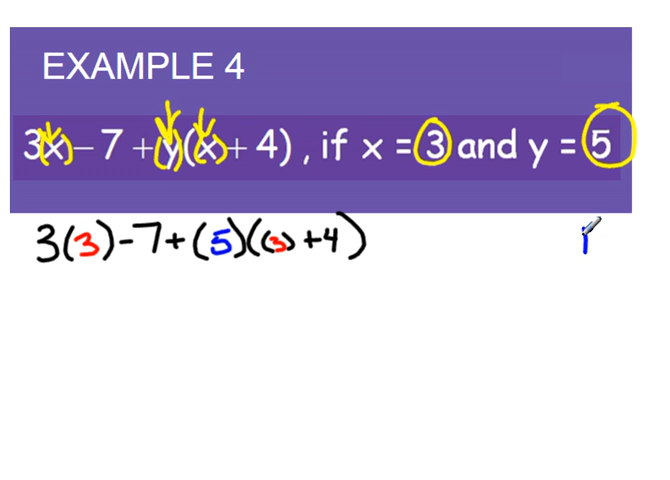 EXAMPLE 4
3(x) – 7 + (y)((x) + 4) , if x = 3 and y = 5
3(3) - 7 + (5)((3) + 4)